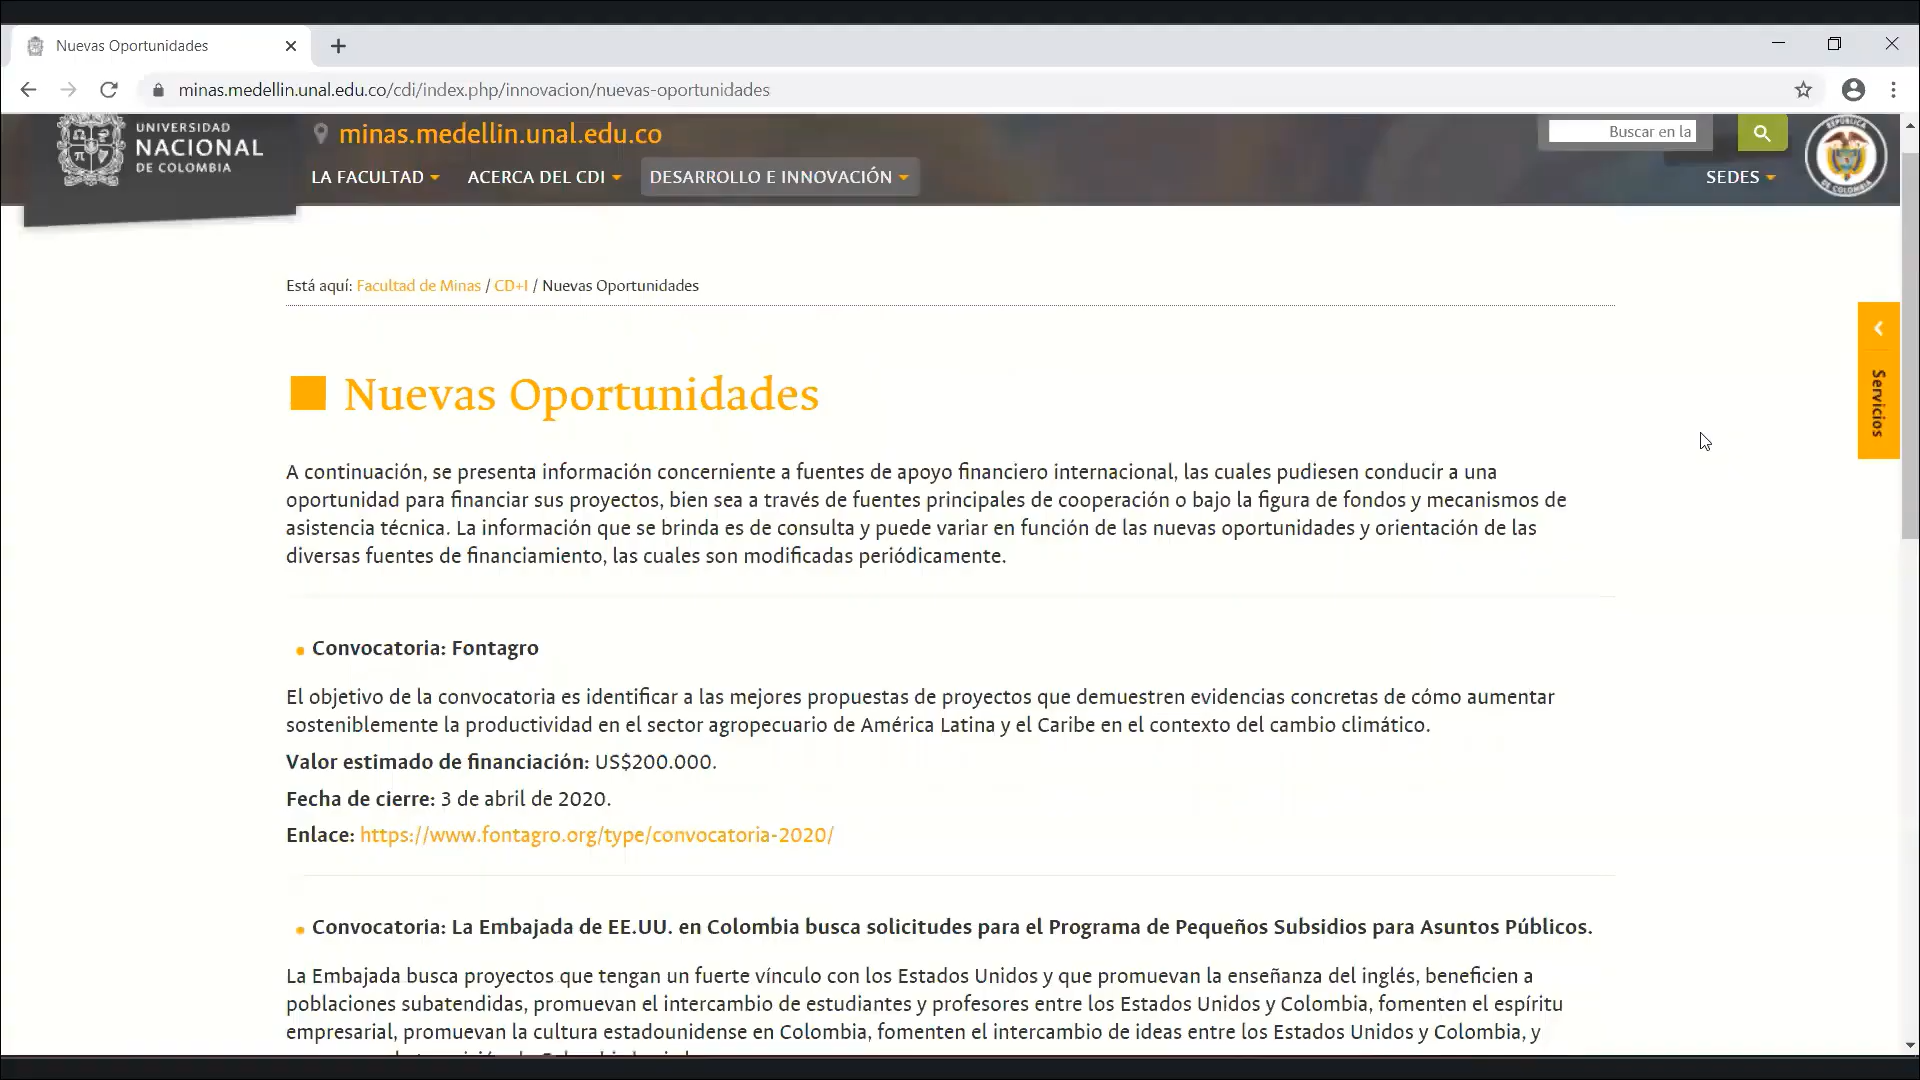 Nuevas Oportunidades
minas.medellin.unal.edu.co/cdi/index.php/innovacion/nuevas-oportunidades
UNIVERSIDAD
NACIONAL
DE COLOMBIA
minas.medellin.unal.edu.co
Buscar en la
LA FACULTAD
ACERCA DEL CDI
DESARROLLO E INNOVACIÓN
SEDES
REPÚBLICA
DE COLOMBIA
Está aquí: Facultad de Minas / CD+I / Nuevas Oportunidades
Servicios
Nuevas Oportunidades
A continuación, se presenta información concerniente a fuentes de apoyo financiero internacional, las cuales pudiesen conducir a una
oportunidad para financiar sus proyectos, bien sea a través de fuentes principales de cooperación o bajo la figura de fondos y mecanismos de
asistencia técnica. La información que se brinda es de consulta y puede variar en función de las nuevas oportunidades y orientación de las
diversas fuentes de financiamiento, las cuales son modificadas periódicamente.
Convocatoria: Fontagro
El objetivo de la convocatoria es identificar a las mejores propuestas de proyectos que demuestren evidencias concretas de cómo aumentar
sosteniblemente la productividad en el sector agropecuario de América Latina y el Caribe en el contexto del cambio climático.
Valor estimado de financiación: US$200.000.
Fecha de cierre: 3 de abril de 2020.
Enlace: https://www.fontagro.org/type/convocatoria-2020/
Convocatoria: La Embajada de EE.UU. en Colombia busca solicitudes para el Programa de Pequeños Subsidios para Asuntos Públicos.
La Embajada busca proyectos que tengan un fuerte vínculo con los Estados Unidos y que promuevan la enseñanza del inglés, beneficien a
poblaciones subatendidas, promuevan el intercambio de estudiantes y profesores entre los Estados Unidos y Colombia, fomenten el espíritu
empresarial, promuevan la cultura estadounidense en Colombia, fomenten el intercambio de ideas entre los Estados Unidos y Colombia, y